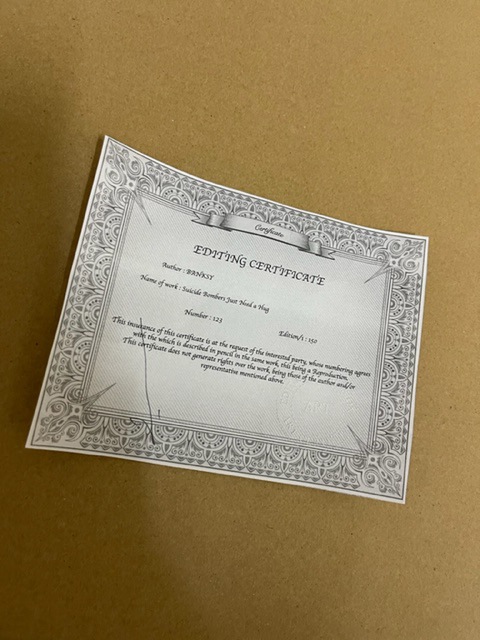 Certificate
EDITING CERTIFICATE
Author : BANKSY
Name of work : Suicide Bombers Just Need a Hug
Number : 123
Edition/s : 150
This insurance of this certificate is at the request of the interested party, whose numbering agrees
with the which is described in pencil in the same work, this being a Reproduction.
This certificate does not generate rights over the work, being these of the author and/or
representative mentioned above.